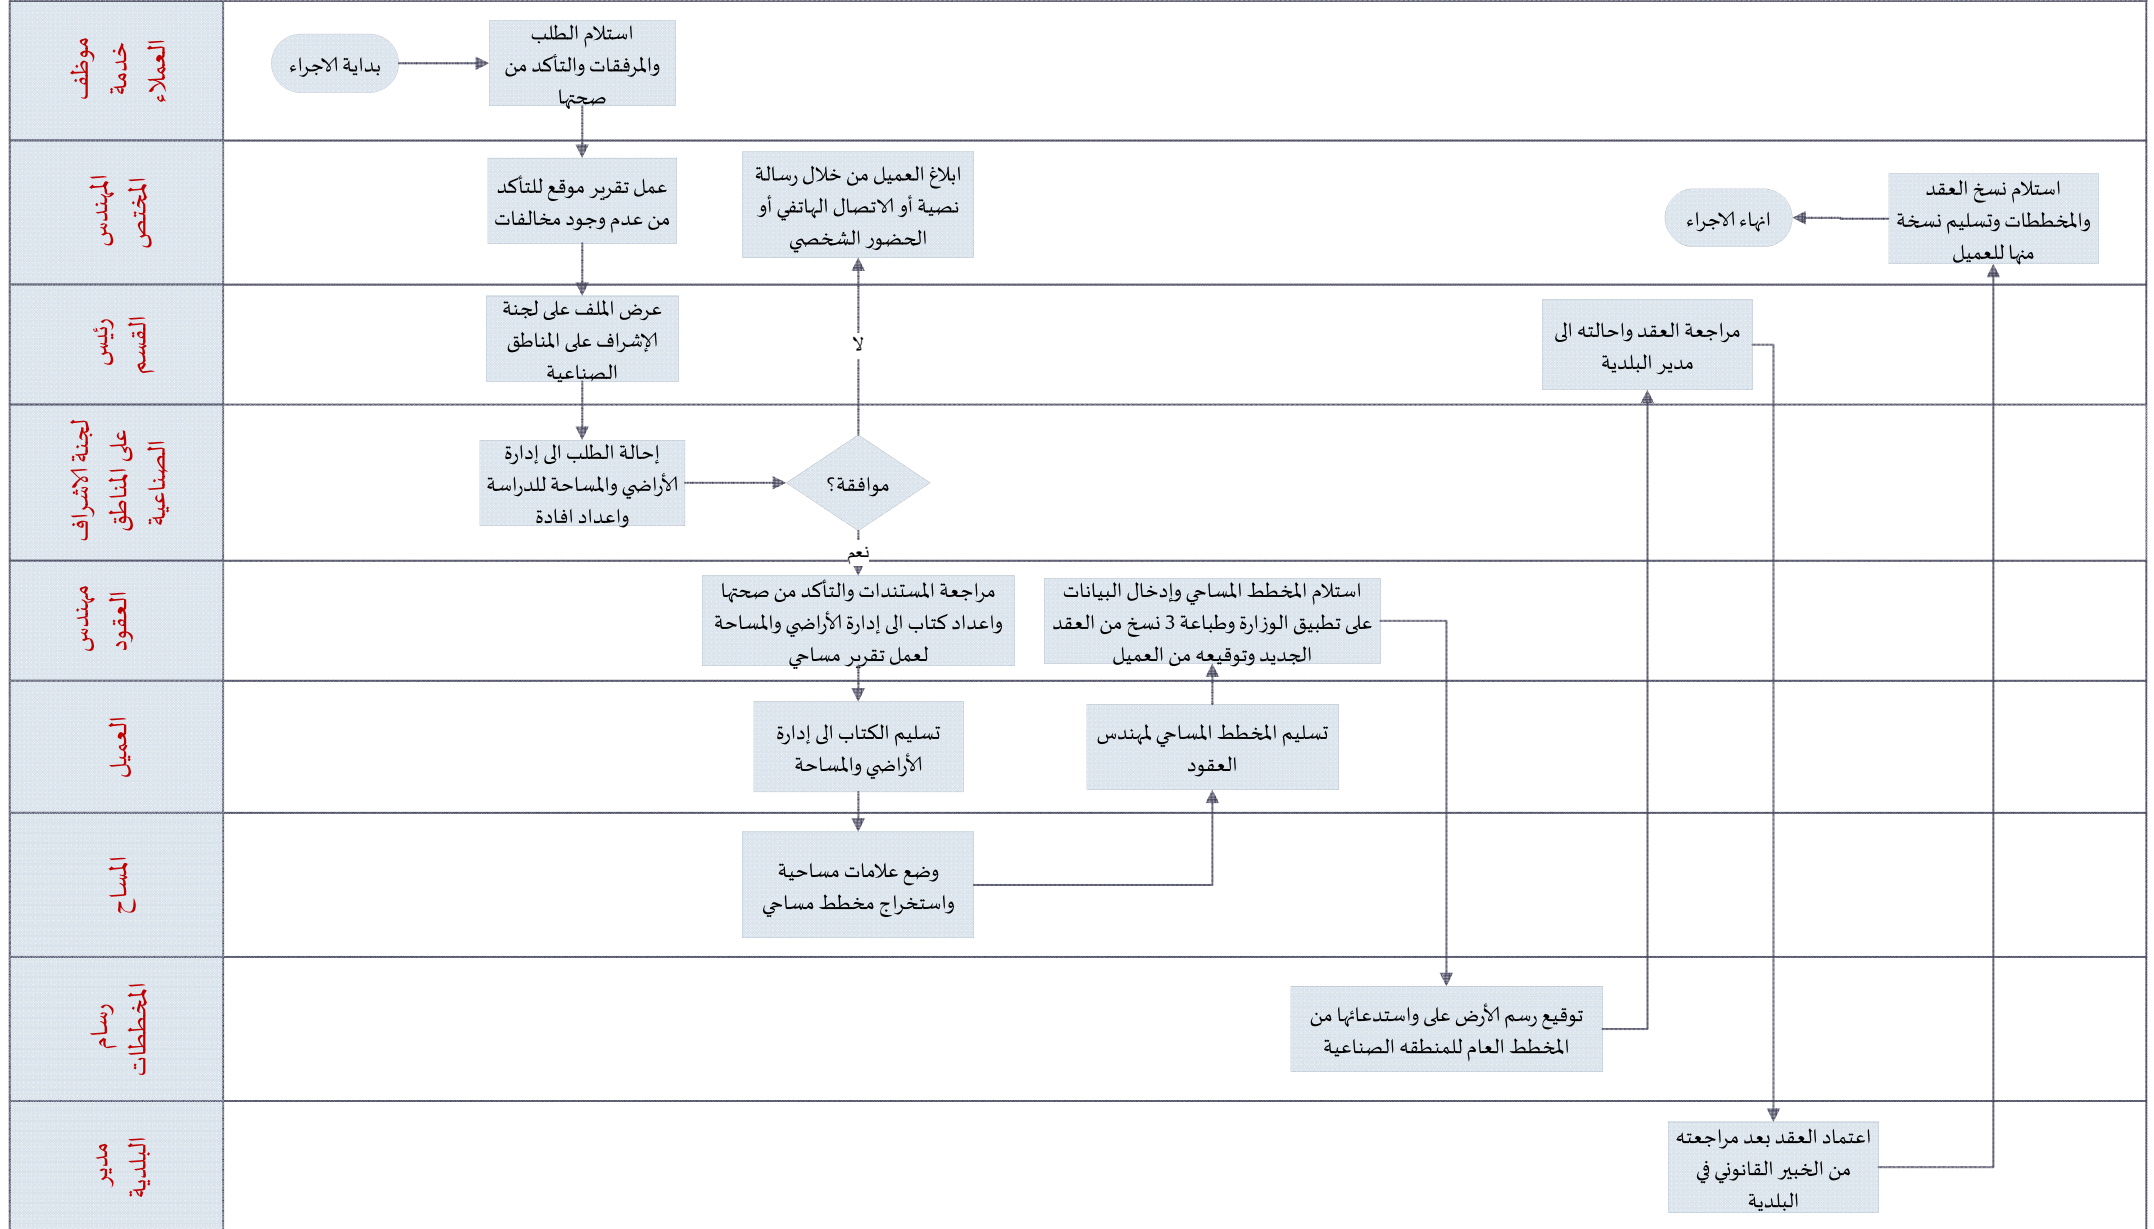 موظف
خدمة
العملاء
بداية الاجراء
استلام الطلب
والمرفقات والتأكد من
صحتها
المهندس
المختص
عمل تقرير موقع للتأكد
من عدم وجود مخالفات
ابلاغ العميل من خلال رسالة
نصية أو الاتصال الهاتفي أو
الحضور الشخصي
انهاء الاجراء
استلام نسخ العقد
والمخططات وتسليم نسخة
منها للعميل
رئيس
القسم
عرض الملف على لجنة
الإشراف على المناطق
الصناعية
لا
مراجعة العقد واحالته الى
مدير البلدية
لجنة الاشراف
على المناطق
الصناعية
إحالة الطلب الى إدارة
الأراضي والمساحة للدراسة
واعداد افادة
موافقة؟
نعم
مهندس
العقود
مراجعة المستندات والتأكد من صحتها
واعداد كتاب الى إدارة الأراضي والمساحة
لعمل تقرير مساحي
استلام المخطط المساحي وإدخال البيانات
على تطبيق الوزارة وطباعة 3 نسخ من العقد
الجديد وتوقيعه من العميل
العميل
تسليم الكتاب الى إدارة
الأراضي والمساحة
تسليم المخطط المساحي لمهندس
العقود
المساح
وضع علامات مساحية
واستخراج مخطط مساحي
رسام
المخططات
توقيع رسم الأرض على واستدعائها من
المخطط العام للمنطقه الصناعية
مدير
البلدية
اعتماد العقد بعد مراجعته
من الخبير القانوني في
البلدية